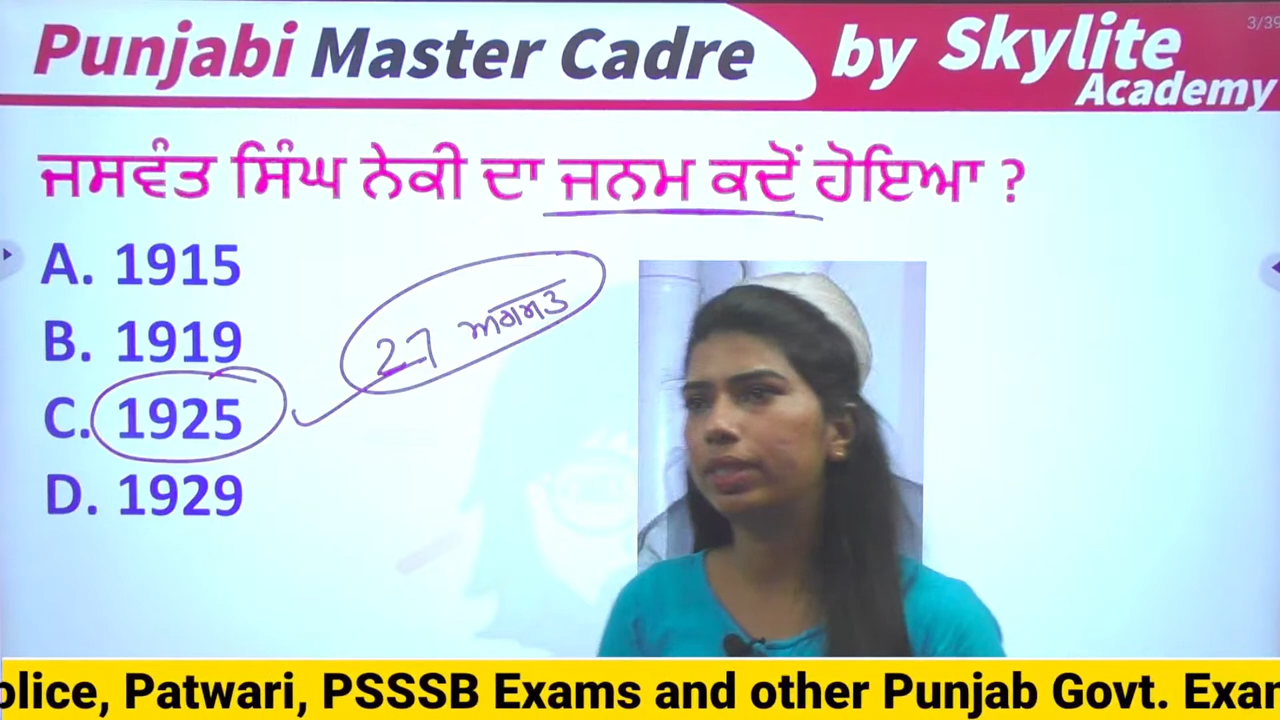 Punjabi Master Cadre by Skylite
Academy
3/39
ਜਸਵੰਤ ਸਿੰਘ ਨੇਕੀ ਦਾ ਜਨਮ ਕਦੋਂ ਹੋਇਆ ?
A. 1915
B. 1919
C. 1925
D. 1929
27 ਅਗਸਤ
olice, Patwari, PSSSB Exams and other Punjab Govt. Exam